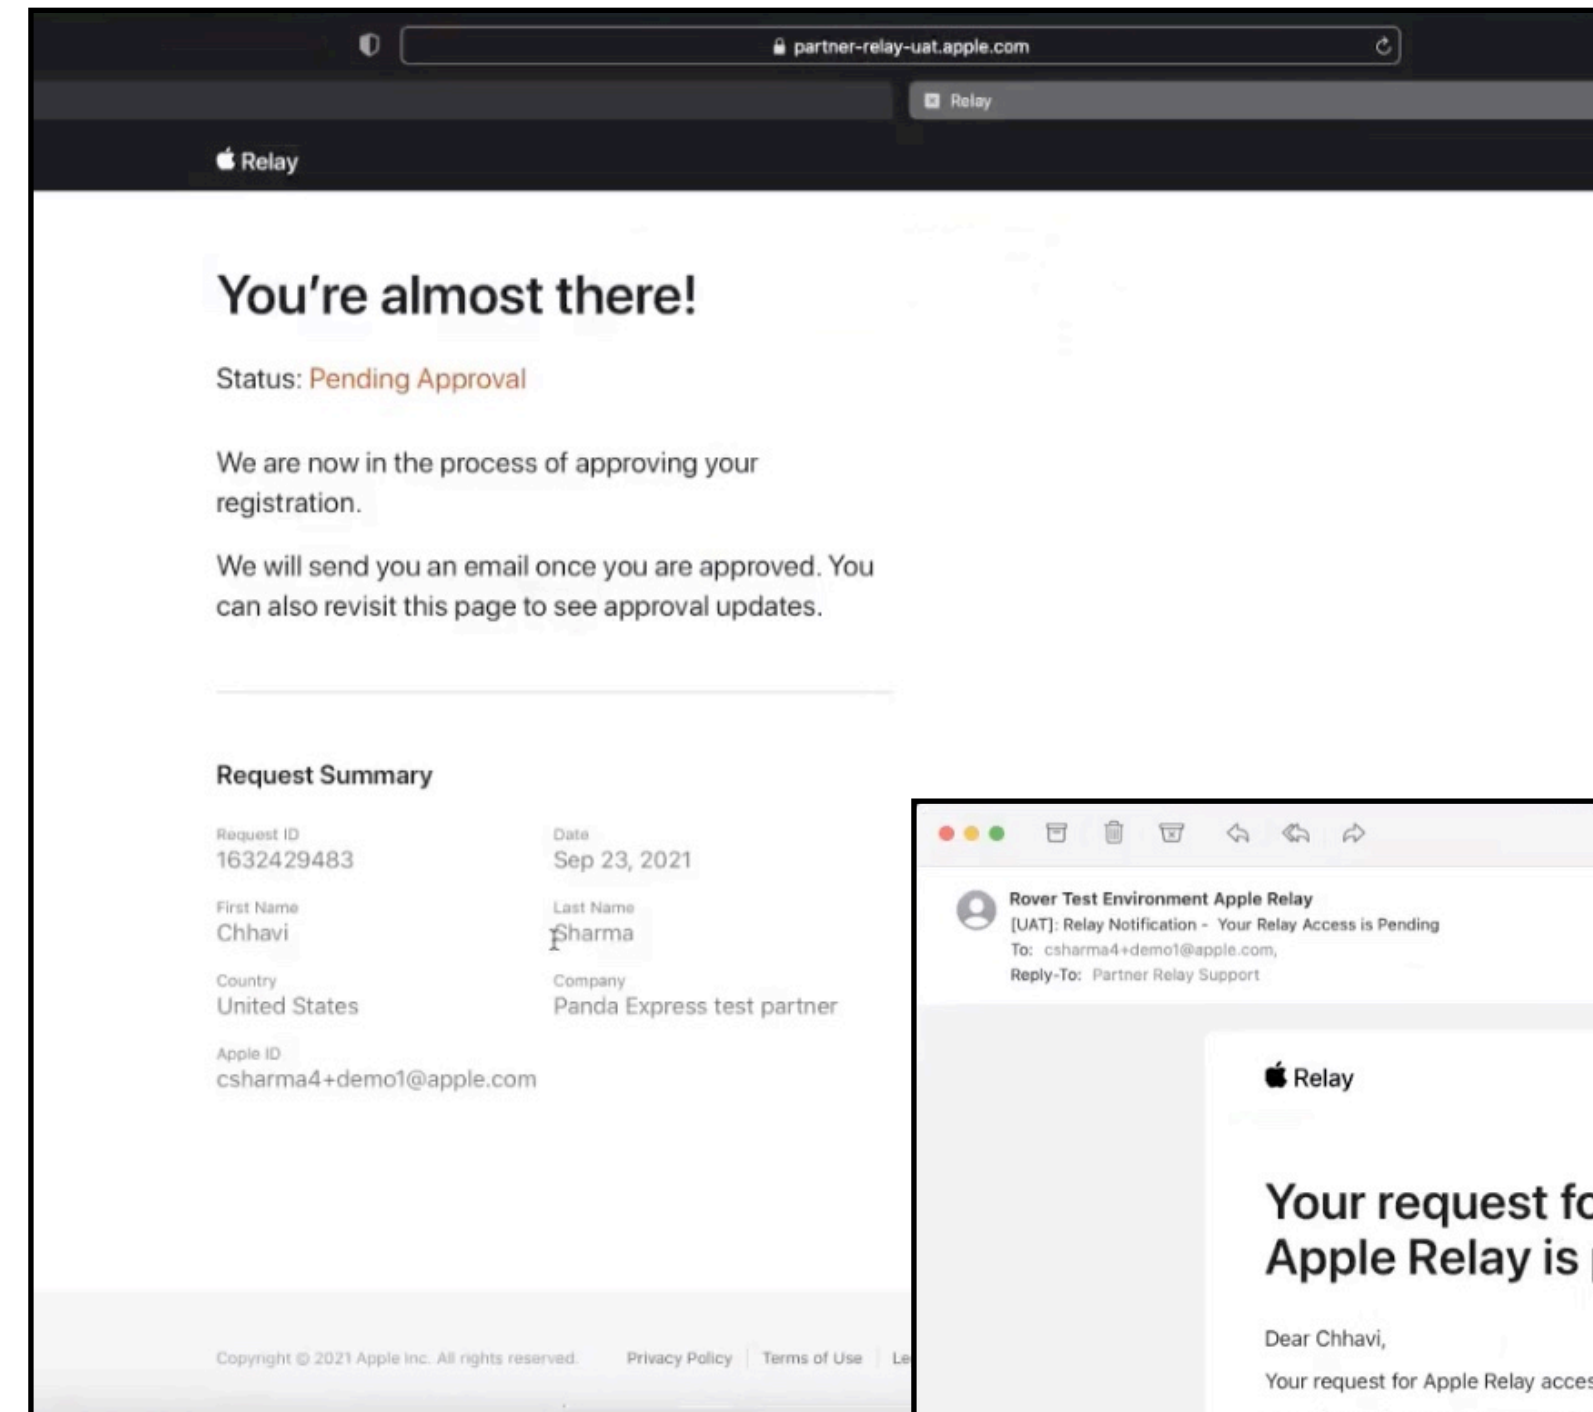 partner-relay-uat.apple.com
Relay
Relay
You’re almost there!
Status: Pending Approval
We are now in the process of approving your
registration.
We will send you an email once you are approved. You
can also revisit this page to see approval updates.
Request Summary
Request ID
1632429483
Date
Sep 23, 2021
First Name
Chhavi
Last Name
Sharma
Country
United States
Company
Panda Express test partner
Apple ID
csharma4+demo1@apple.com
Copyright © 2021 Apple Inc. All rights reserved. Privacy Policy Terms of Use Le
Rover Test Environment Apple Relay
[UAT]: Relay Notification - Your Relay Access is Pending
To: csharma4+demo1@apple.com,
Reply-To: Partner Relay Support
Relay
Your request fo
Apple Relay is
Dear Chhavi,
Your request for Apple Relay acces